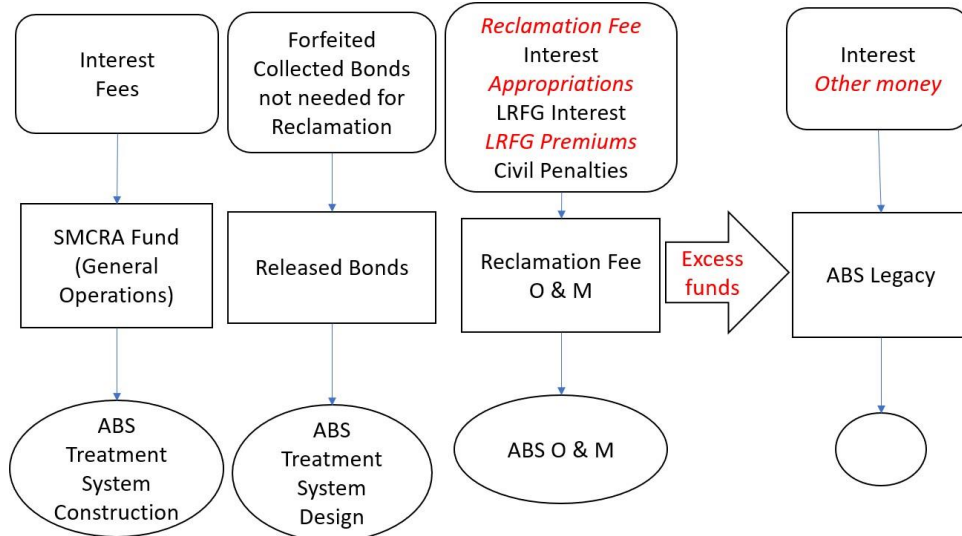 Interest
Fees
Forfeited
Collected Bonds
not needed for
Reclamation
Reclamation Fee
Interest
Appropriations
LRFG Interest
LRFG Premiums
Civil Penalties
Interest
Other money
SMCRA Fund
(General
Operations)
Released Bonds
Reclamation Fee
O & M
Excess
funds
ABS Legacy
ABS
Treatment
System
Construction
ABS
Treatment
System
Design
ABS O & M